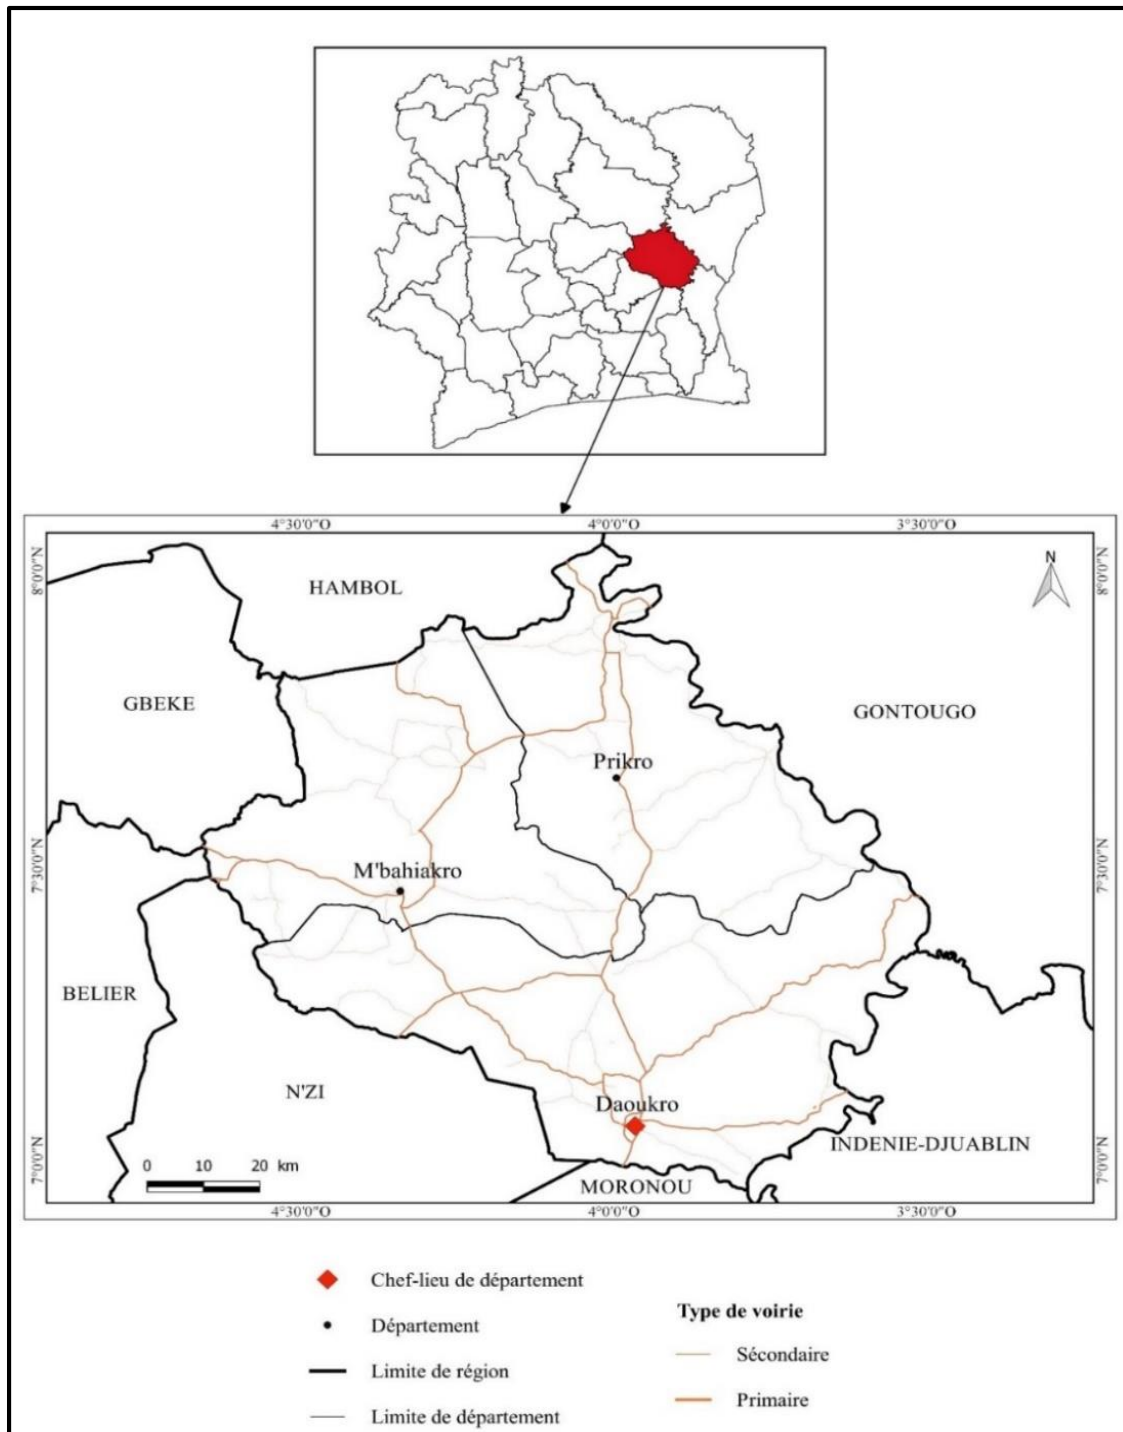 4°30'0"O 4°0'0"O 3°30'0"O
8°0'0"N 8°0'0"N
N
HAMBOL
GBEKE
GONTOUGO
Prikro
7°30'0"N 7°30'0"N
M'bahiakro
BELIER
N'ZI
Daoukro
INDENIE-DJUABLIN
7°0'0"N 7°0'0"N
0 10 20 km
MORONOU
4°30'0"O 4°0'0"O 3°30'0"O
Chef-lieu de département
Département
Limite de région
Limite de département
Type de voirie
Sécondaire
Primaire